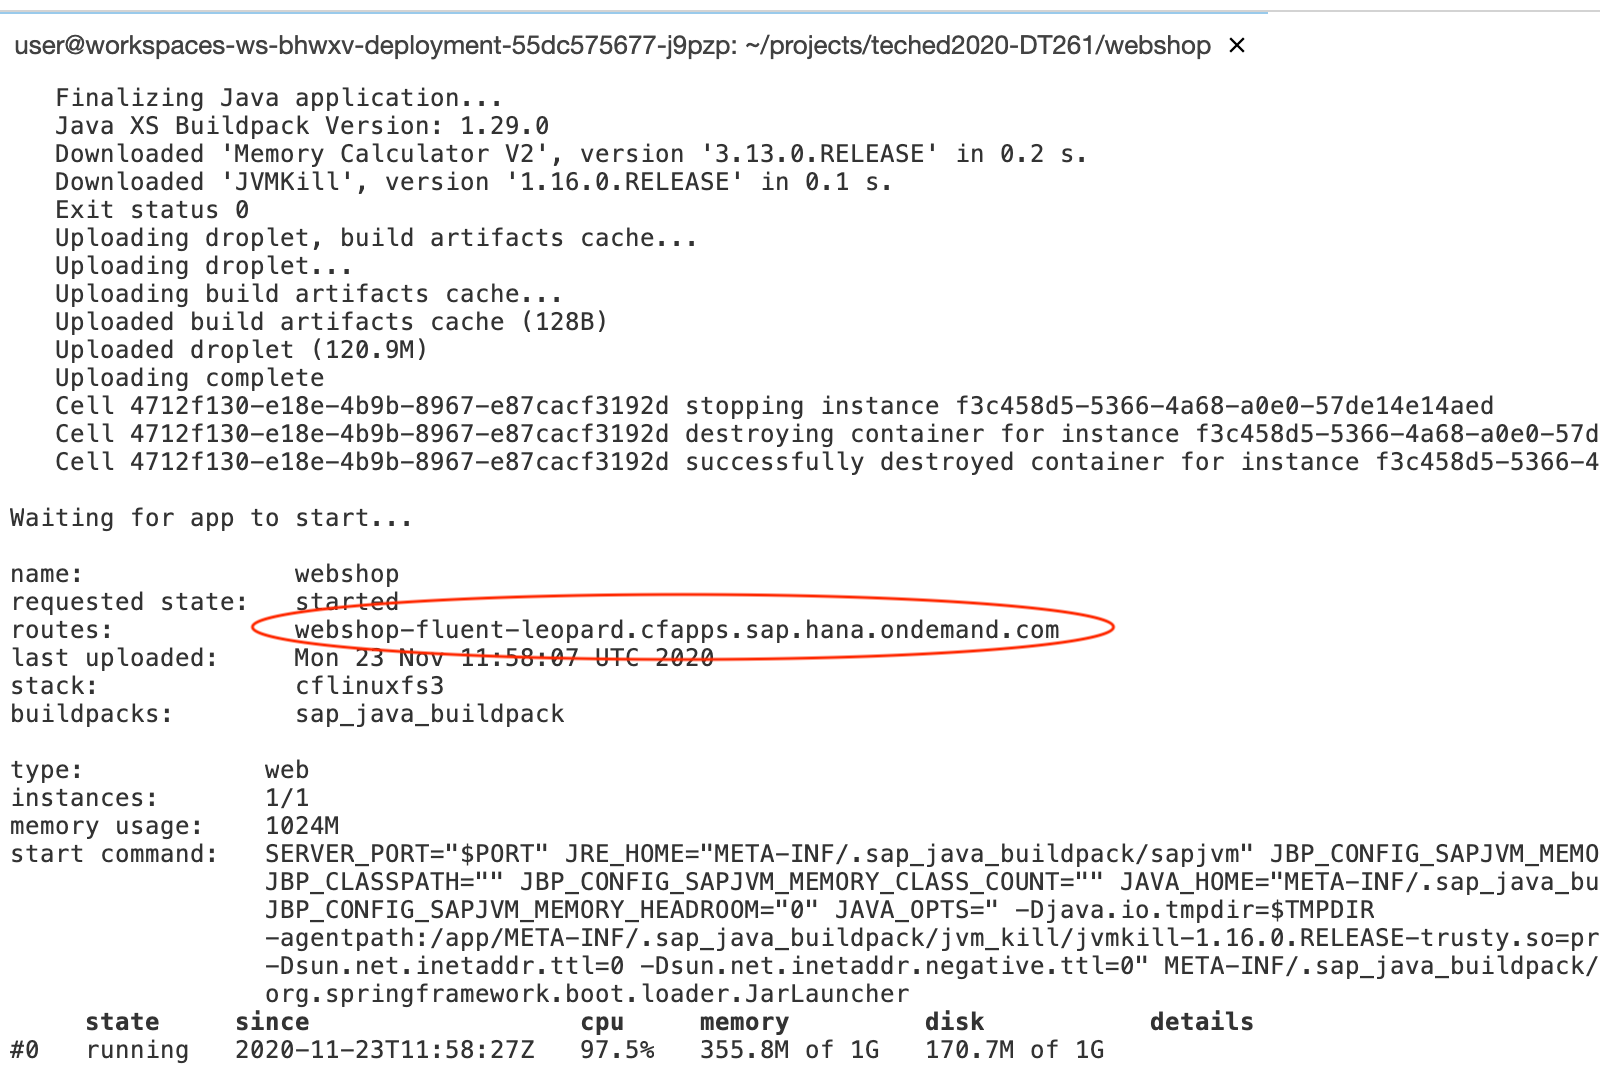 user@workspaces-ws-bhwxv-deployment-55dc575677-j9pzp: ~/projects/teched2020-DT261/webshop ×
Finalizing Java application...
Java XS Buildpack Version: 1.29.0
Downloaded 'Memory Calculator V2', version '3.13.0.RELEASE' in 0.2 s.
Downloaded 'JVMKill', version '1.16.0.RELEASE' in 0.1 s.
Exit status 0
Uploading droplet, build artifacts cache...
Uploading droplet...
Uploading build artifacts cache...
Uploaded build artifacts cache (128B)
Uploaded droplet (120.9M)
Uploading complete
Cell 4712f130-e18e-4b9b-8967-e87cacf3192d stopping instance f3c458d5-5366-4a68-a0e0-57de14e14aed
Cell 4712f130-e18e-4b9b-8967-e87cacf3192d destroying container for instance f3c458d5-5366-4a68-a0e0-57d
Cell 4712f130-e18e-4b9b-8967-e87cacf3192d successfully destroyed container for instance f3c458d5-5366-4
Waiting for app to start...
name: webshop
requested state: started
routes: webshop-fluent-leopard.cfapps.sap.hana.ondemand.com
last uploaded: Mon 23 Nov 11:58:07 UTC 2020
stack: cflinuxfs3
buildpacks: sap_java_buildpack
type: web
instances: 1/1
memory usage: 1024M
start command: SERVER_PORT="$PORT" JRE_HOME="META-INF/.sap_java_buildpack/sapjvm" JBP_CONFIG_SAPJVM_MEMO
JBP_CLASSPATH="" JBP_CONFIG_SAPJVM_MEMORY_CLASS_COUNT="" JAVA_HOME="META-INF/.sap_java_bu
JBP_CONFIG_SAPJVM_MEMORY_HEADROOM="0" JAVA_OPTS=" -Djava.io.tmpdir=$TMPDIR
-agentpath:/app/META-INF/.sap_java_buildpack/jvm_kill/jvmkill-1.16.0.RELEASE-trusty.so=pr
-Dsun.net.inetaddr.ttl=0 -Dsun.net.inetaddr.negative.ttl=0" META-INF/.sap_java_buildpack/
org.springframework.boot.loader.JarLauncher
state since cpu memory disk details
#0 running 2020-11-23T11:58:27Z 97.5% 355.8M of 1G 170.7M of 1G